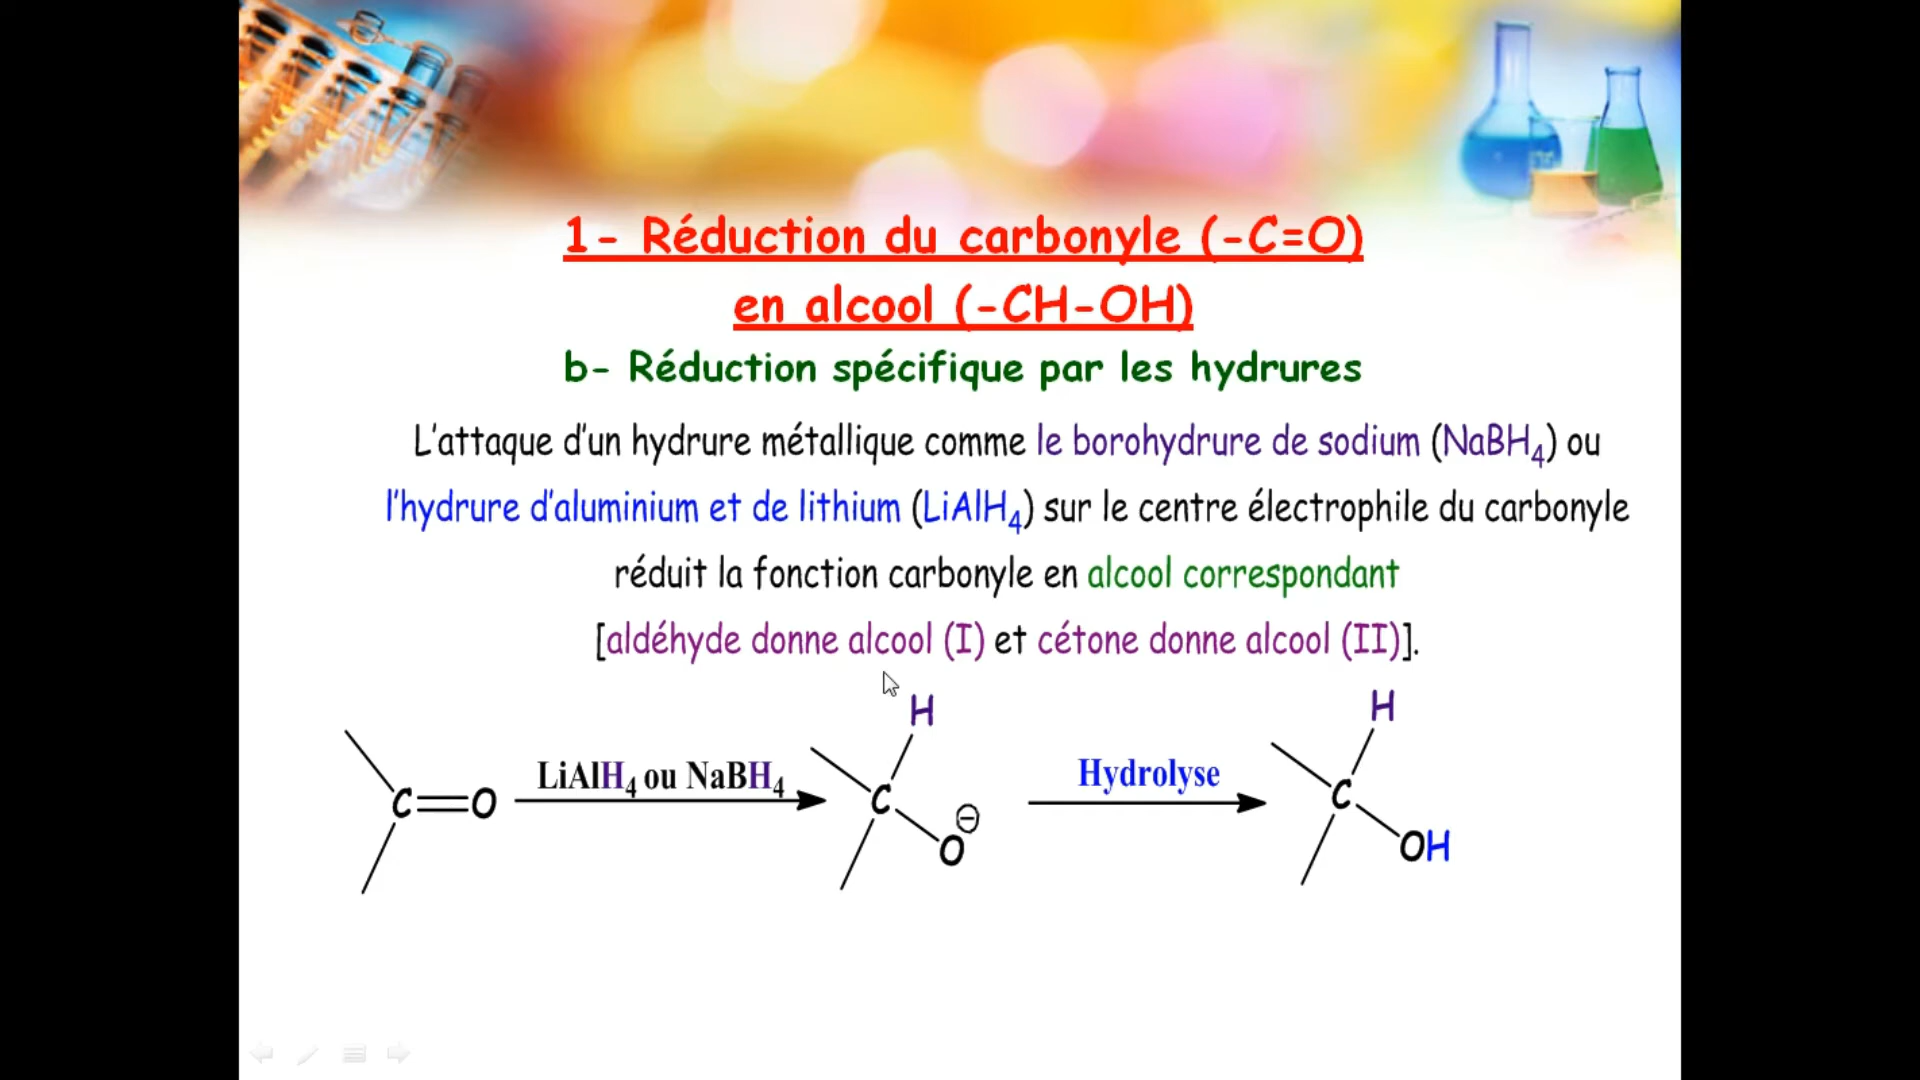 1- Réduction du carbonyle (-C=O)
en alcool (-CH-OH)
b- Réduction spécifique par les hydrures
L'attaque d'un hydrure métallique comme le borohydrure de sodium (NaBH₄) ou
l'hydrure d'aluminium et de lithium (LiAlH₄) sur le centre électrophile du carbonyle
réduit la fonction carbonyle en alcool correspondant
[aldéhyde donne alcool (I) et cétone donne alcool (II)].
C=O
LiAlH₄ ou NaBH₄
H
C
O ⊖
Hydrolyse
H
C
OH